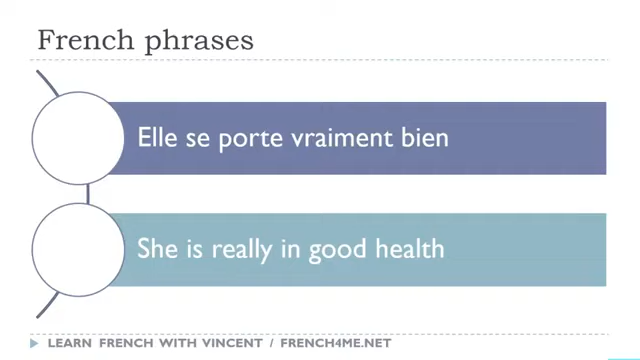 French phrases
Elle se porte vraiment bien
She is really in good health
LEARN FRENCH WITH VINCENT / FRENCH4ME.NET